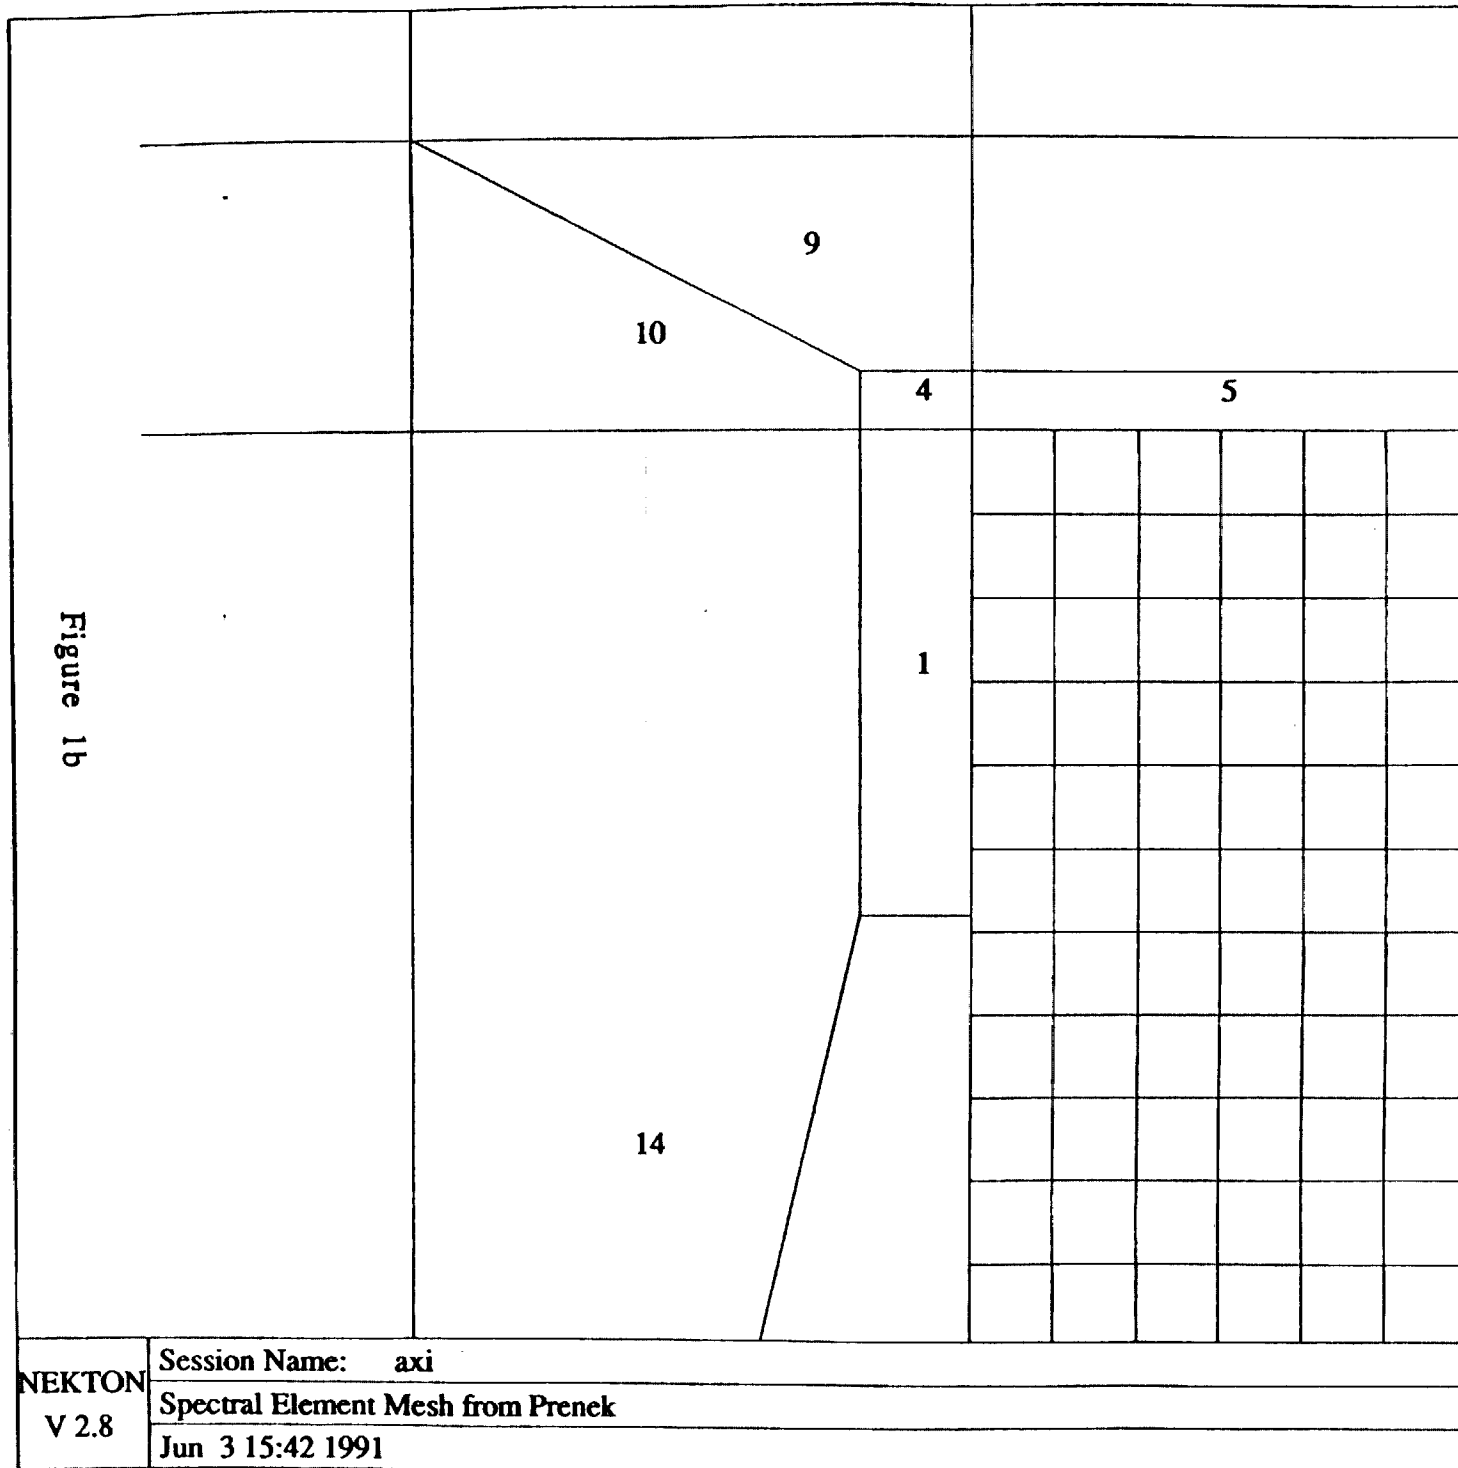 9
10
4
5
1
14
Figure 1b
NEKTON
V 2.8
Session Name: axi
Spectral Element Mesh from Prenek
Jun 3 15:42 1991